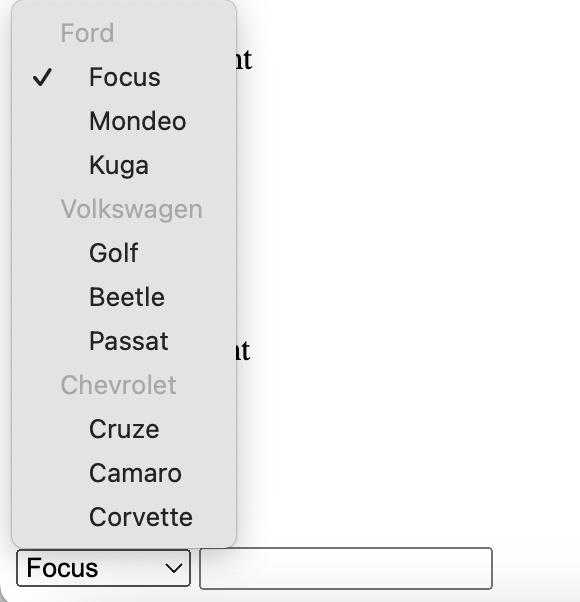 Ford
Focus
Mondeo
Kuga
Volkswagen
Golf
Beetle
Passat
Chevrolet
Cruze
Camaro
Corvette
Focus